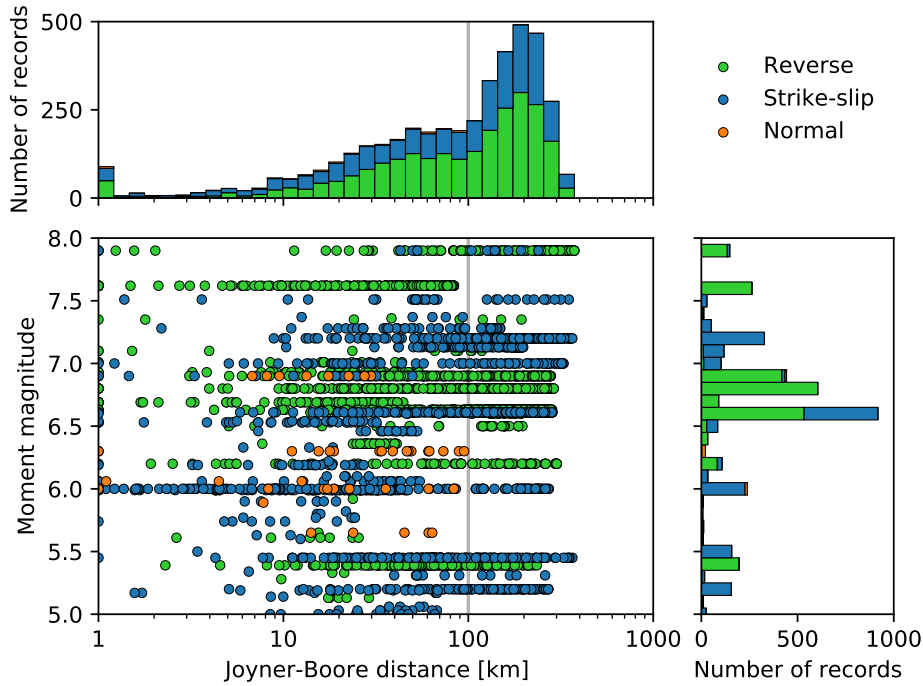 Number of records
500
250
0
Reverse
Strike-slip
Normal
Moment magnitude
8.0
7.5
7.0
6.5
6.0
5.5
5.0
1
10
100
1000
Joyner-Boore distance [km]
0
500
1000
Number of records